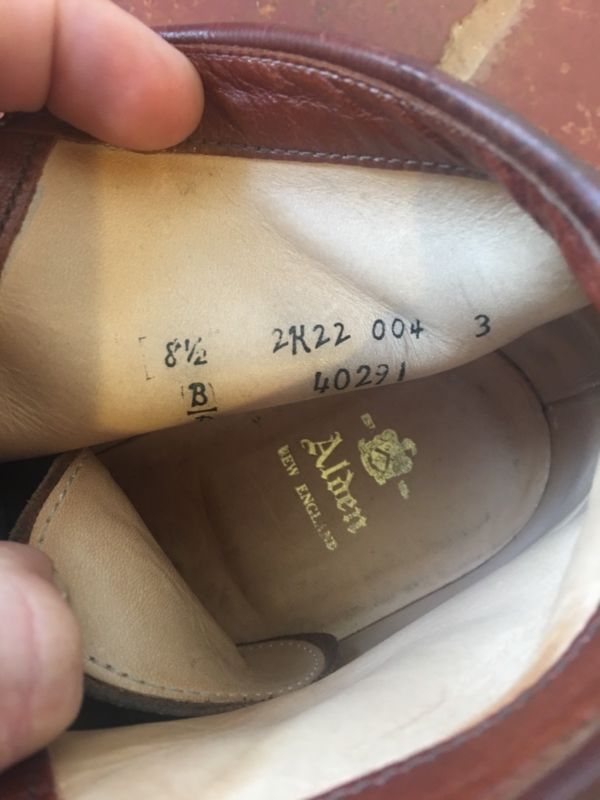 8½ 2K22 004 3
B 40291
Alden
NEW ENGLAND